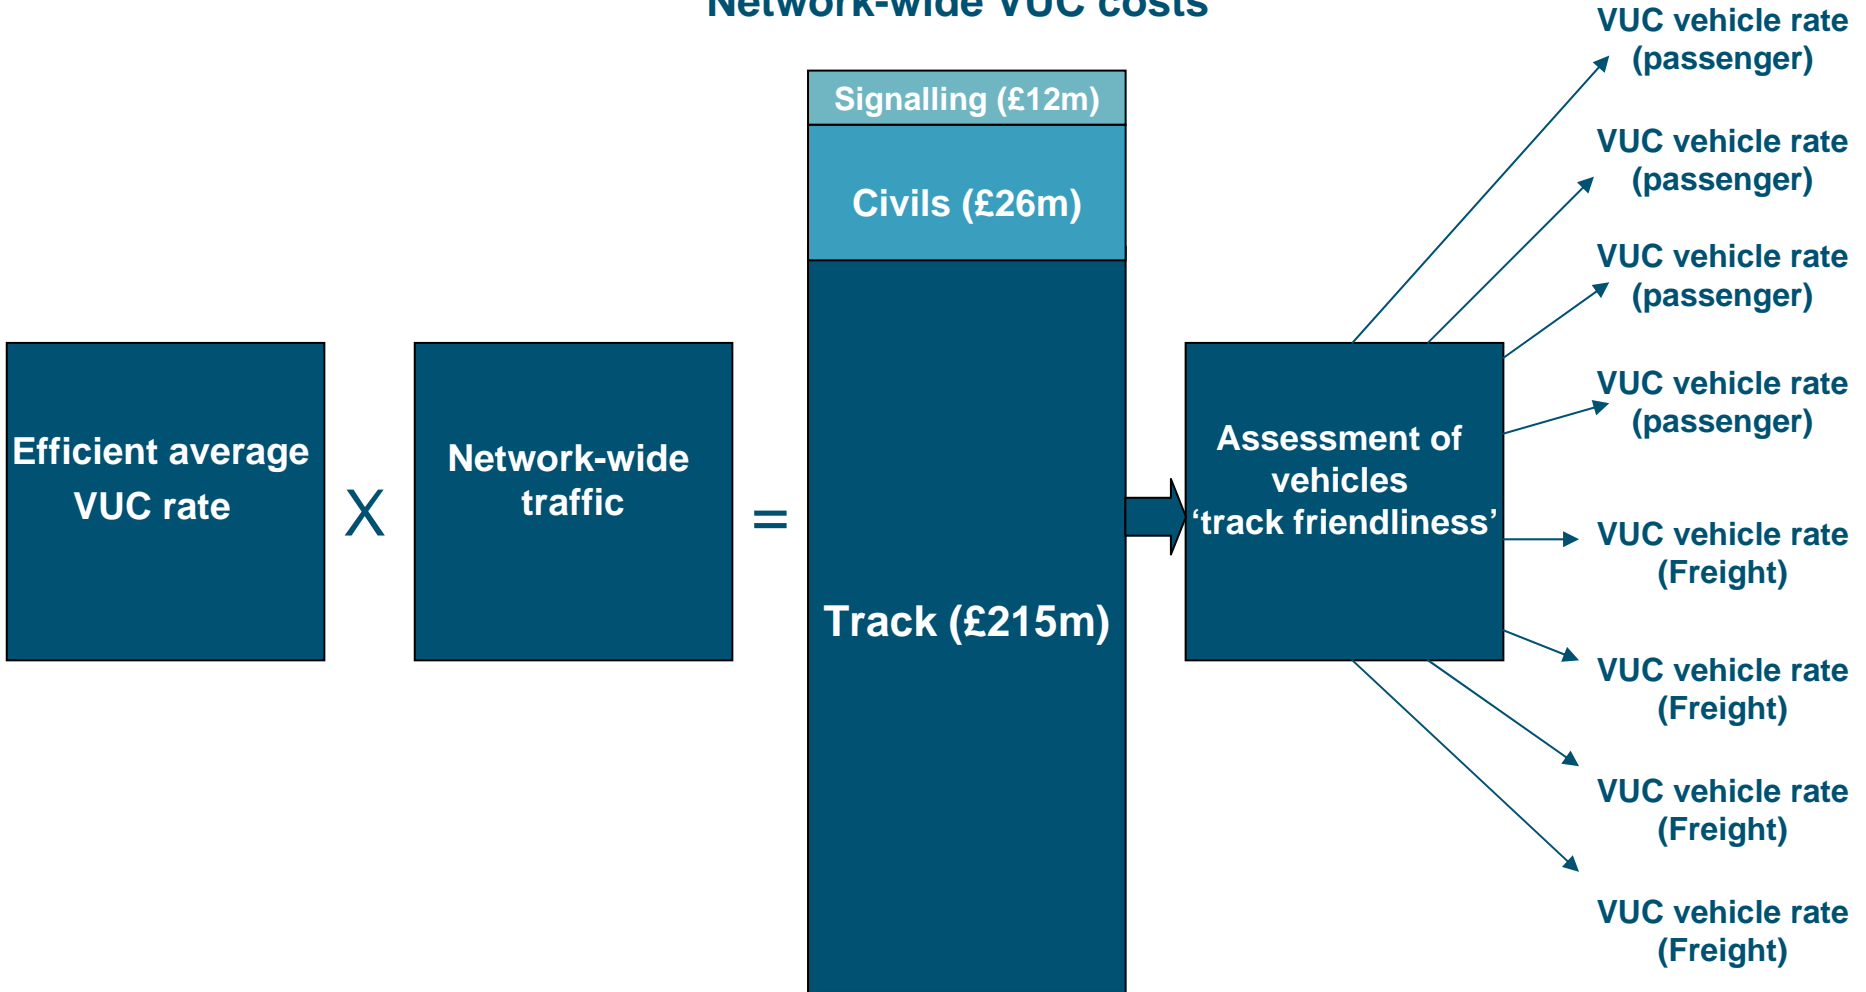 Network-wide VUC costs
Efficient average
VUC rate
X
Network-wide
traffic
=
Signalling (£12m)
Civils (£26m)
Track (£215m)
Assessment of
vehicles
‘track friendliness’
VUC vehicle rate
(passenger)
VUC vehicle rate
(passenger)
VUC vehicle rate
(passenger)
VUC vehicle rate
(passenger)
VUC vehicle rate
(Freight)
VUC vehicle rate
(Freight)
VUC vehicle rate
(Freight)
VUC vehicle rate
(Freight)